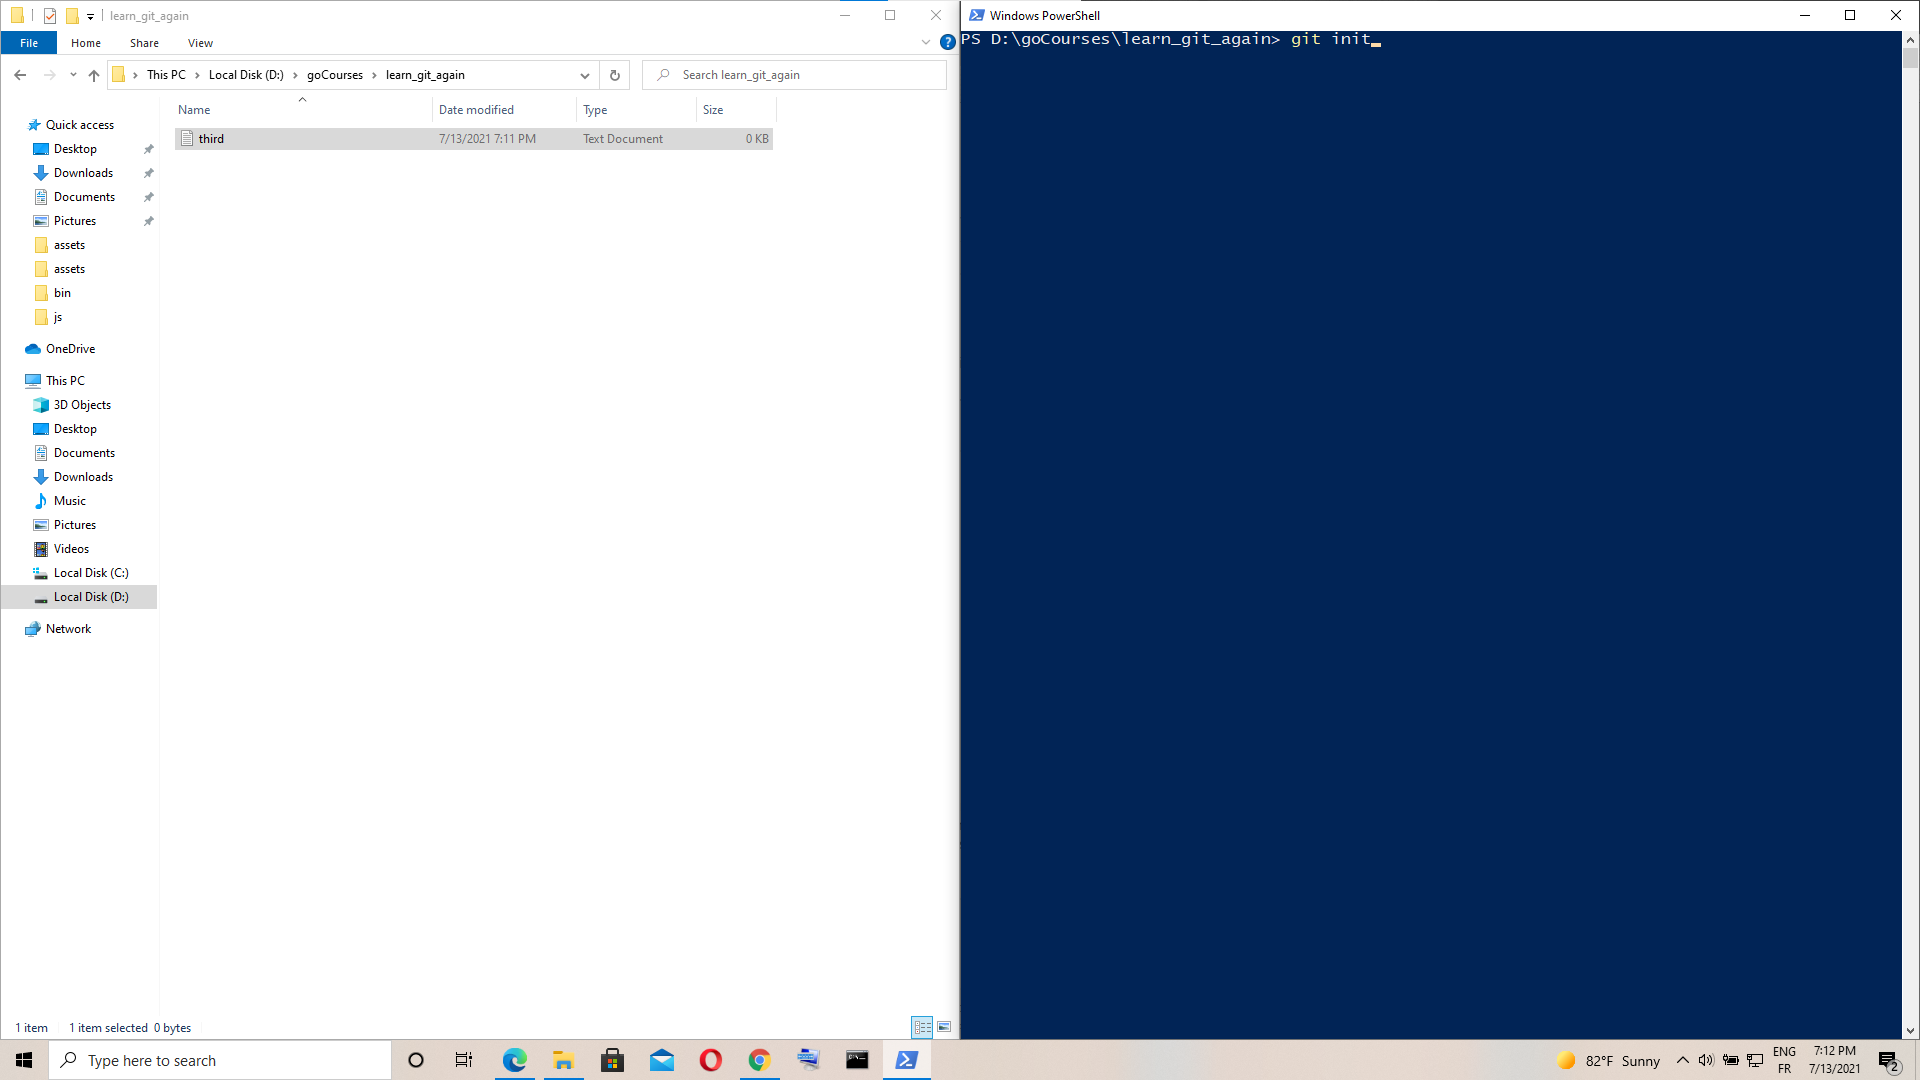 learn_git_again
File Home Share View
This PC Local Disk (D:) goCourses learn_git_again
Search learn_git_again
Name Date modified Type Size
third 7/13/2021 7:11 PM Text Document 0 KB
Quick access
Desktop
Downloads
Documents
Pictures
assets
assets
bin
js
OneDrive
This PC
3D Objects
Desktop
Documents
Downloads
Music
Pictures
Videos
Local Disk (C:)
Local Disk (D:)
Network
1 item 1 item selected 0 bytes
Windows PowerShell
PS D:\goCourses\learn_git_again> git init_
Type here to search
82°F Sunny
ENG
FR
7:12 PM
7/13/2021
2